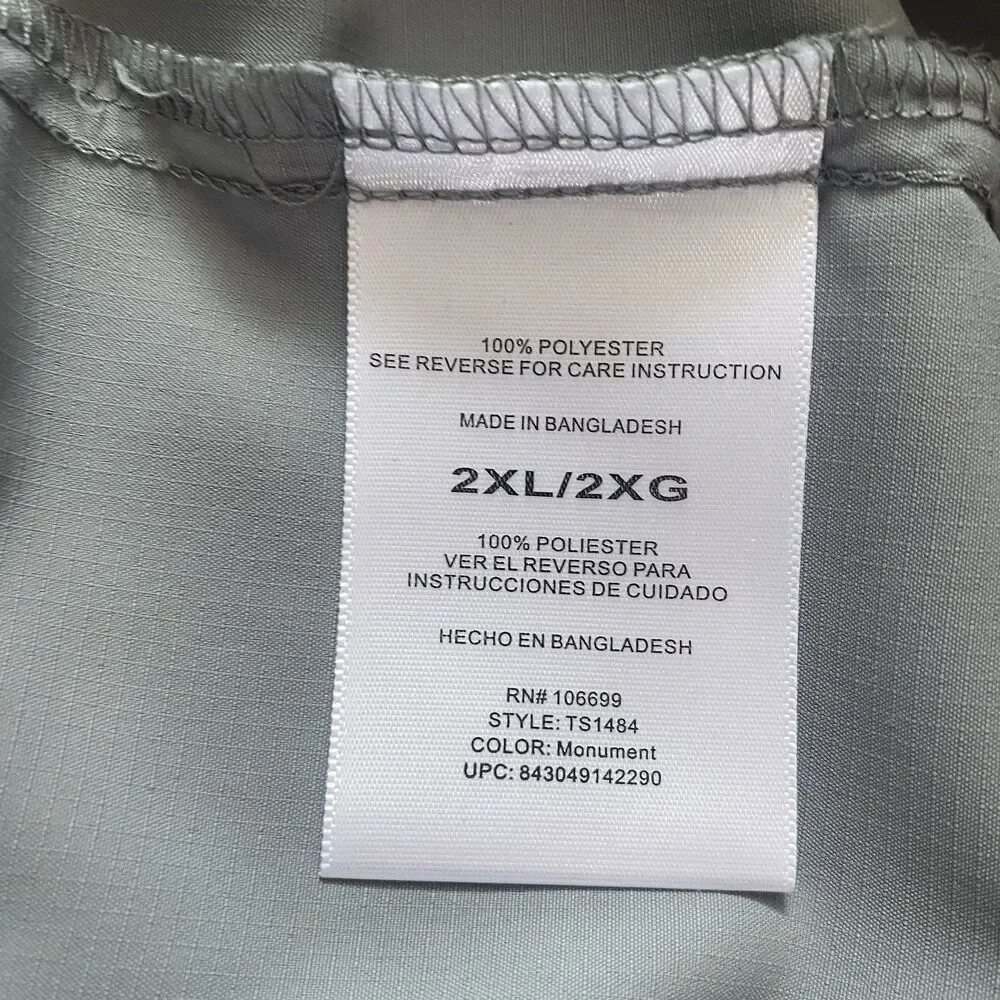 100% POLYESTER
SEE REVERSE FOR CARE INSTRUCTION
MADE IN BANGLADESH
2XL/2XG
100% POLIESTER
VER EL REVERSO PARA
INSTRUCCIONES DE CUIDADO
HECHO EN BANGLADESH
RN# 106699
STYLE: TS1484
COLOR: Monument
UPC: 843049142290